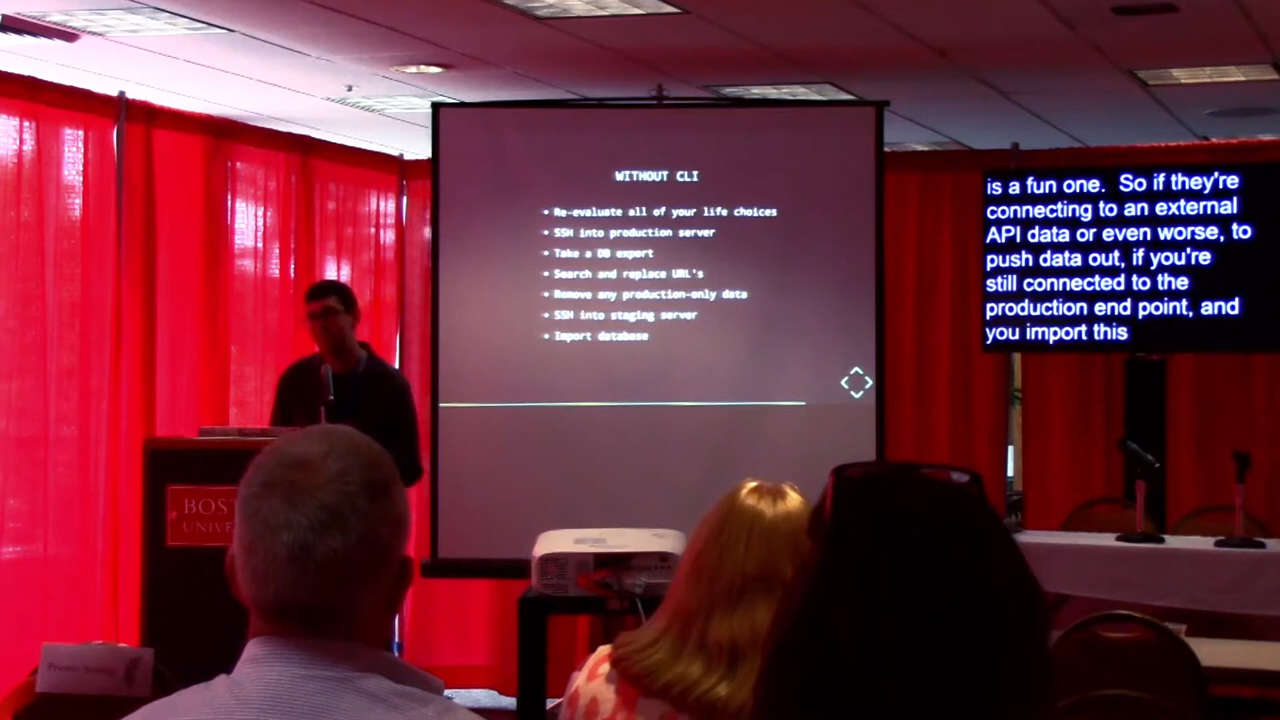 WITHOUT CLI
• Re-evaluate all of your life choices
• SSH into production server
• Take a DB export
• Search and replace URL's
• Remove any production-only data
• SSH into staging server
• Import database
is a fun one. So if they're
connecting to an external
API data or even worse, to
push data out, if you're
still connected to the
production end point, and
you import this
BOST
UNIVE